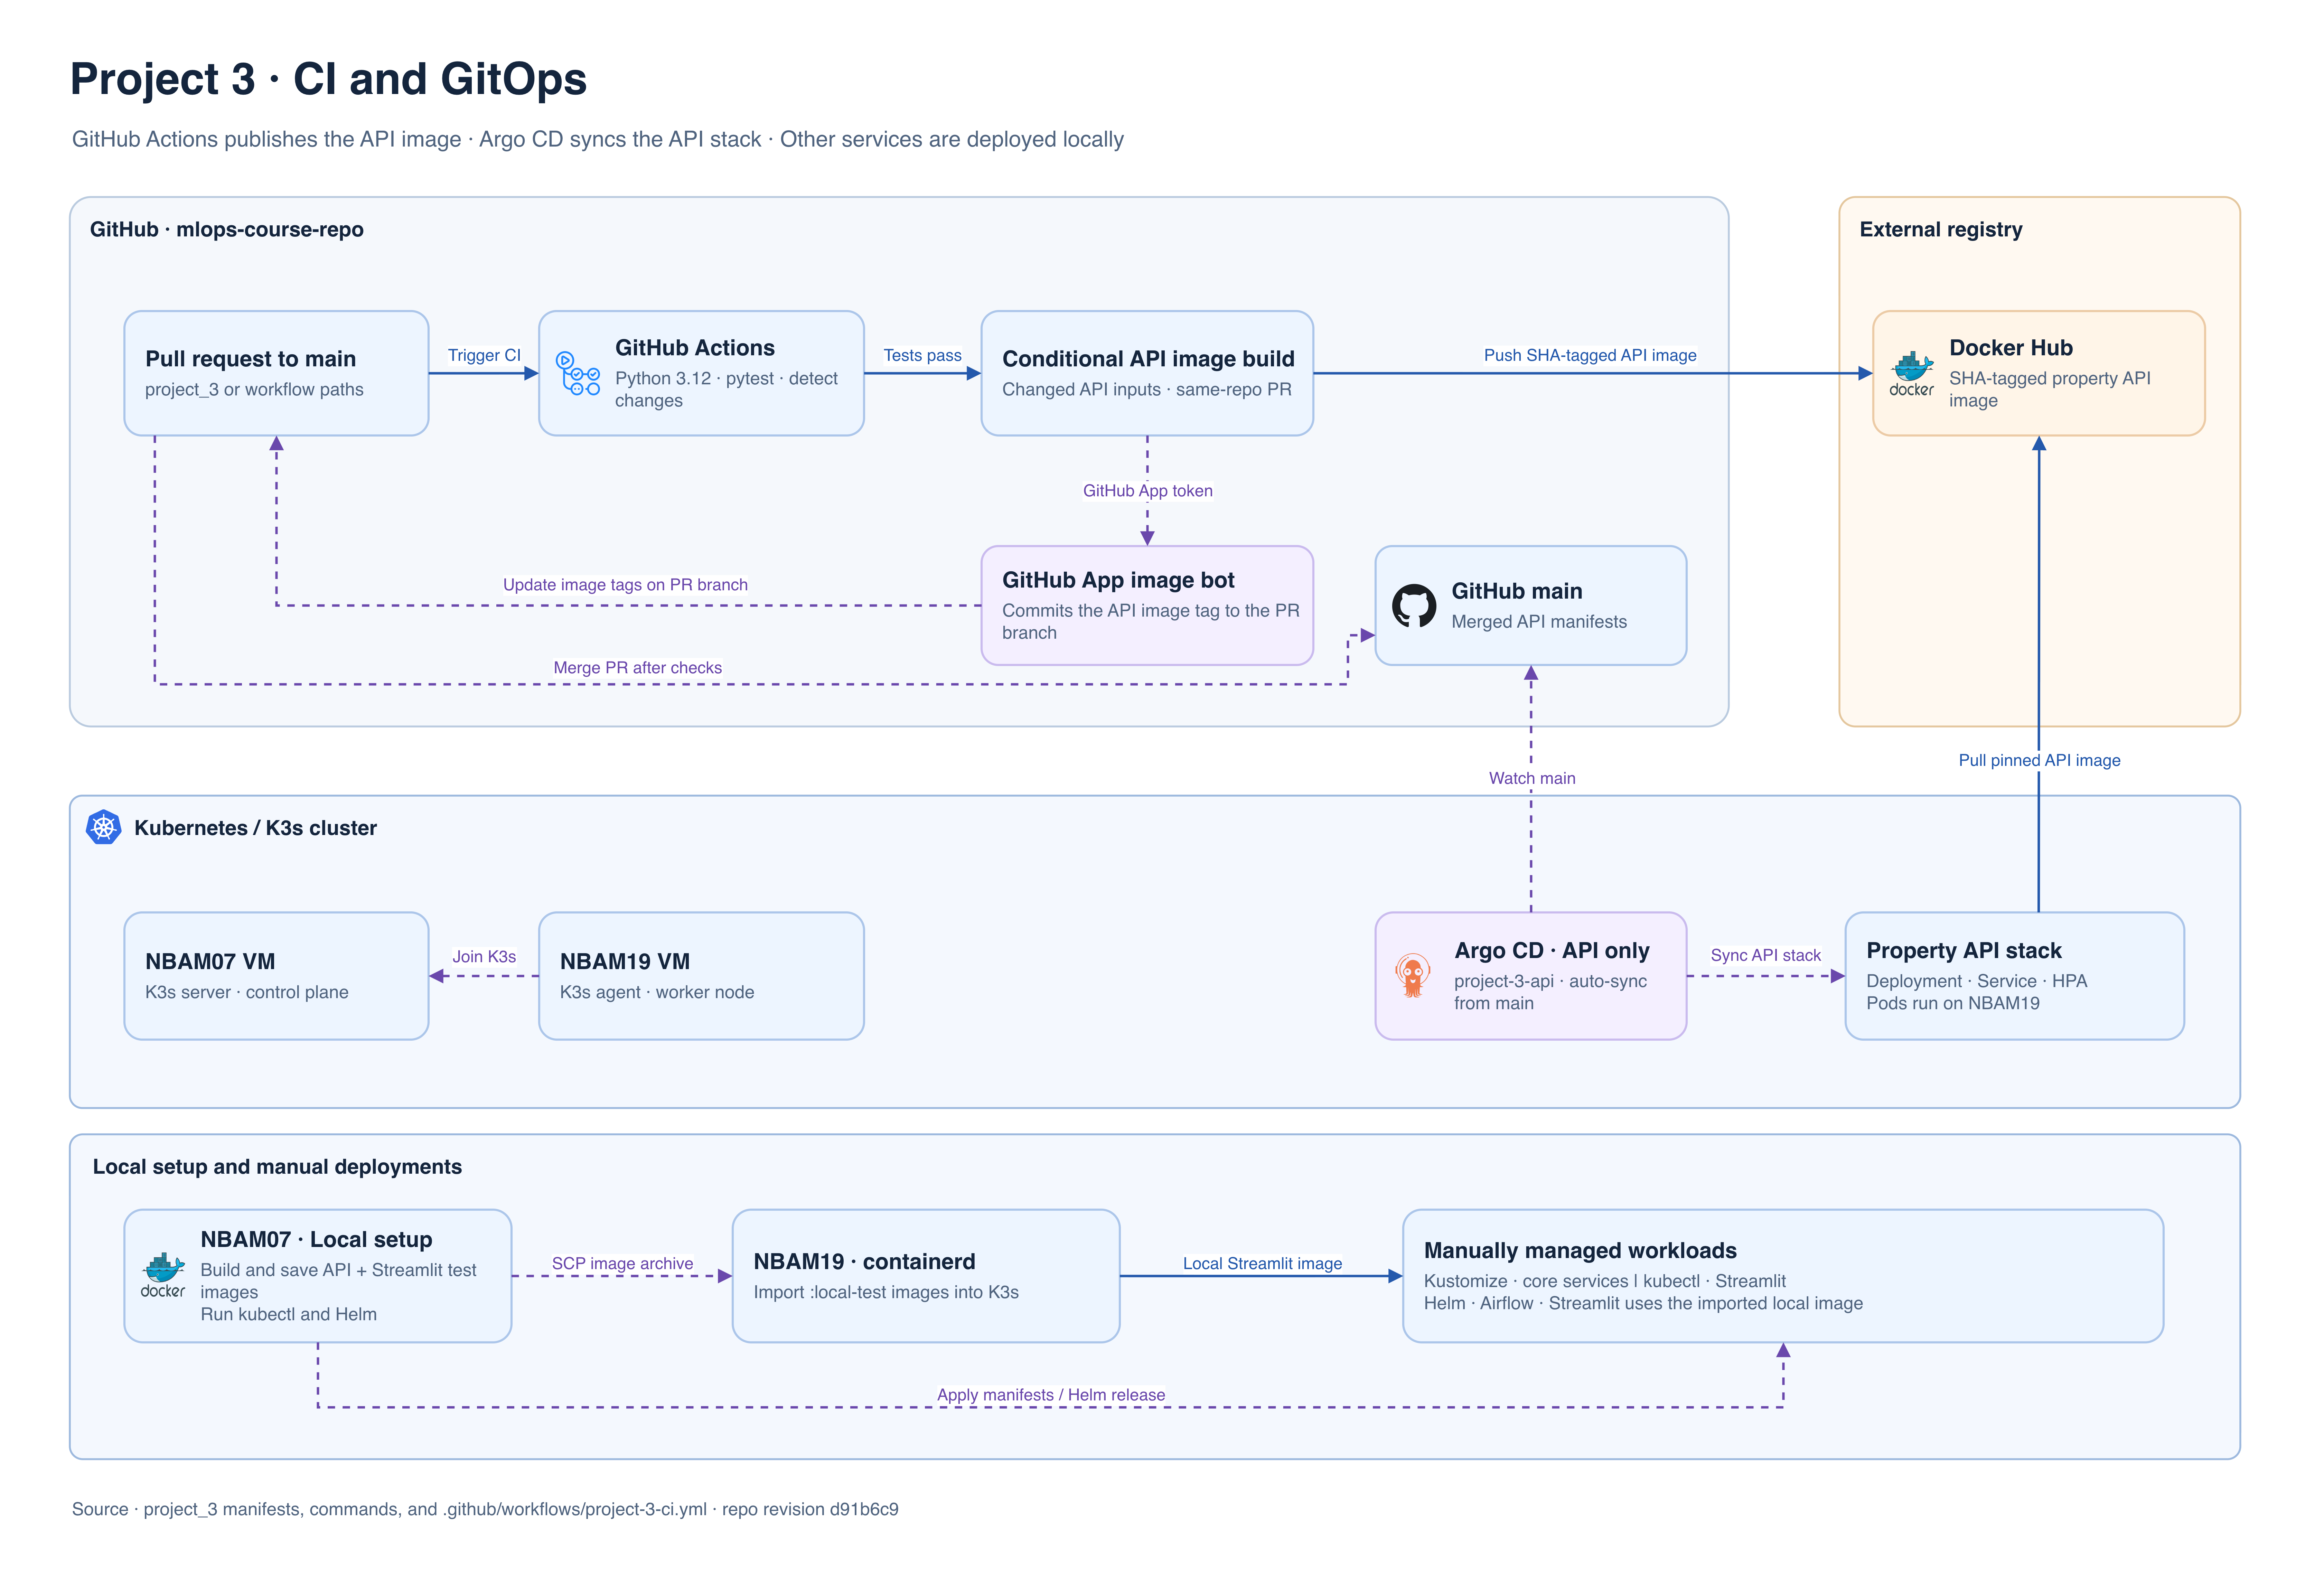 Project 3 · CI and GitOps
GitHub Actions publishes the API image · Argo CD syncs the API stack · Other services are deployed locally
GitHub · mlops-course-repo
External registry
Pull request to main
project_3 or workflow paths
Trigger CI
GitHub Actions
Python 3.12 · pytest · detect
changes
Tests pass
Conditional API image build
Changed API inputs · same-repo PR
Push SHA-tagged API image
docker
Docker Hub
SHA-tagged property API
image
GitHub App token
Update image tags on PR branch
GitHub App image bot
Commits the API image tag to the PR
branch
GitHub main
Merged API manifests
Merge PR after checks
Watch main
Pull pinned API image
Kubernetes / K3s cluster
NBAM07 VM
K3s server · control plane
Join K3s
NBAM19 VM
K3s agent · worker node
Argo CD · API only
project-3-api · auto-sync
from main
Sync API stack
Property API stack
Deployment · Service · HPA
Pods run on NBAM19
Local setup and manual deployments
docker
NBAM07 · Local setup
Build and save API + Streamlit test
images
Run kubectl and Helm
SCP image archive
NBAM19 · containerd
Import :local-test images into K3s
Local Streamlit image
Manually managed workloads
Kustomize · core services | kubectl · Streamlit
Helm · Airflow · Streamlit uses the imported local image
Apply manifests / Helm release
Source · project_3 manifests, commands, and .github/workflows/project-3-ci.yml · repo revision d91b6c9